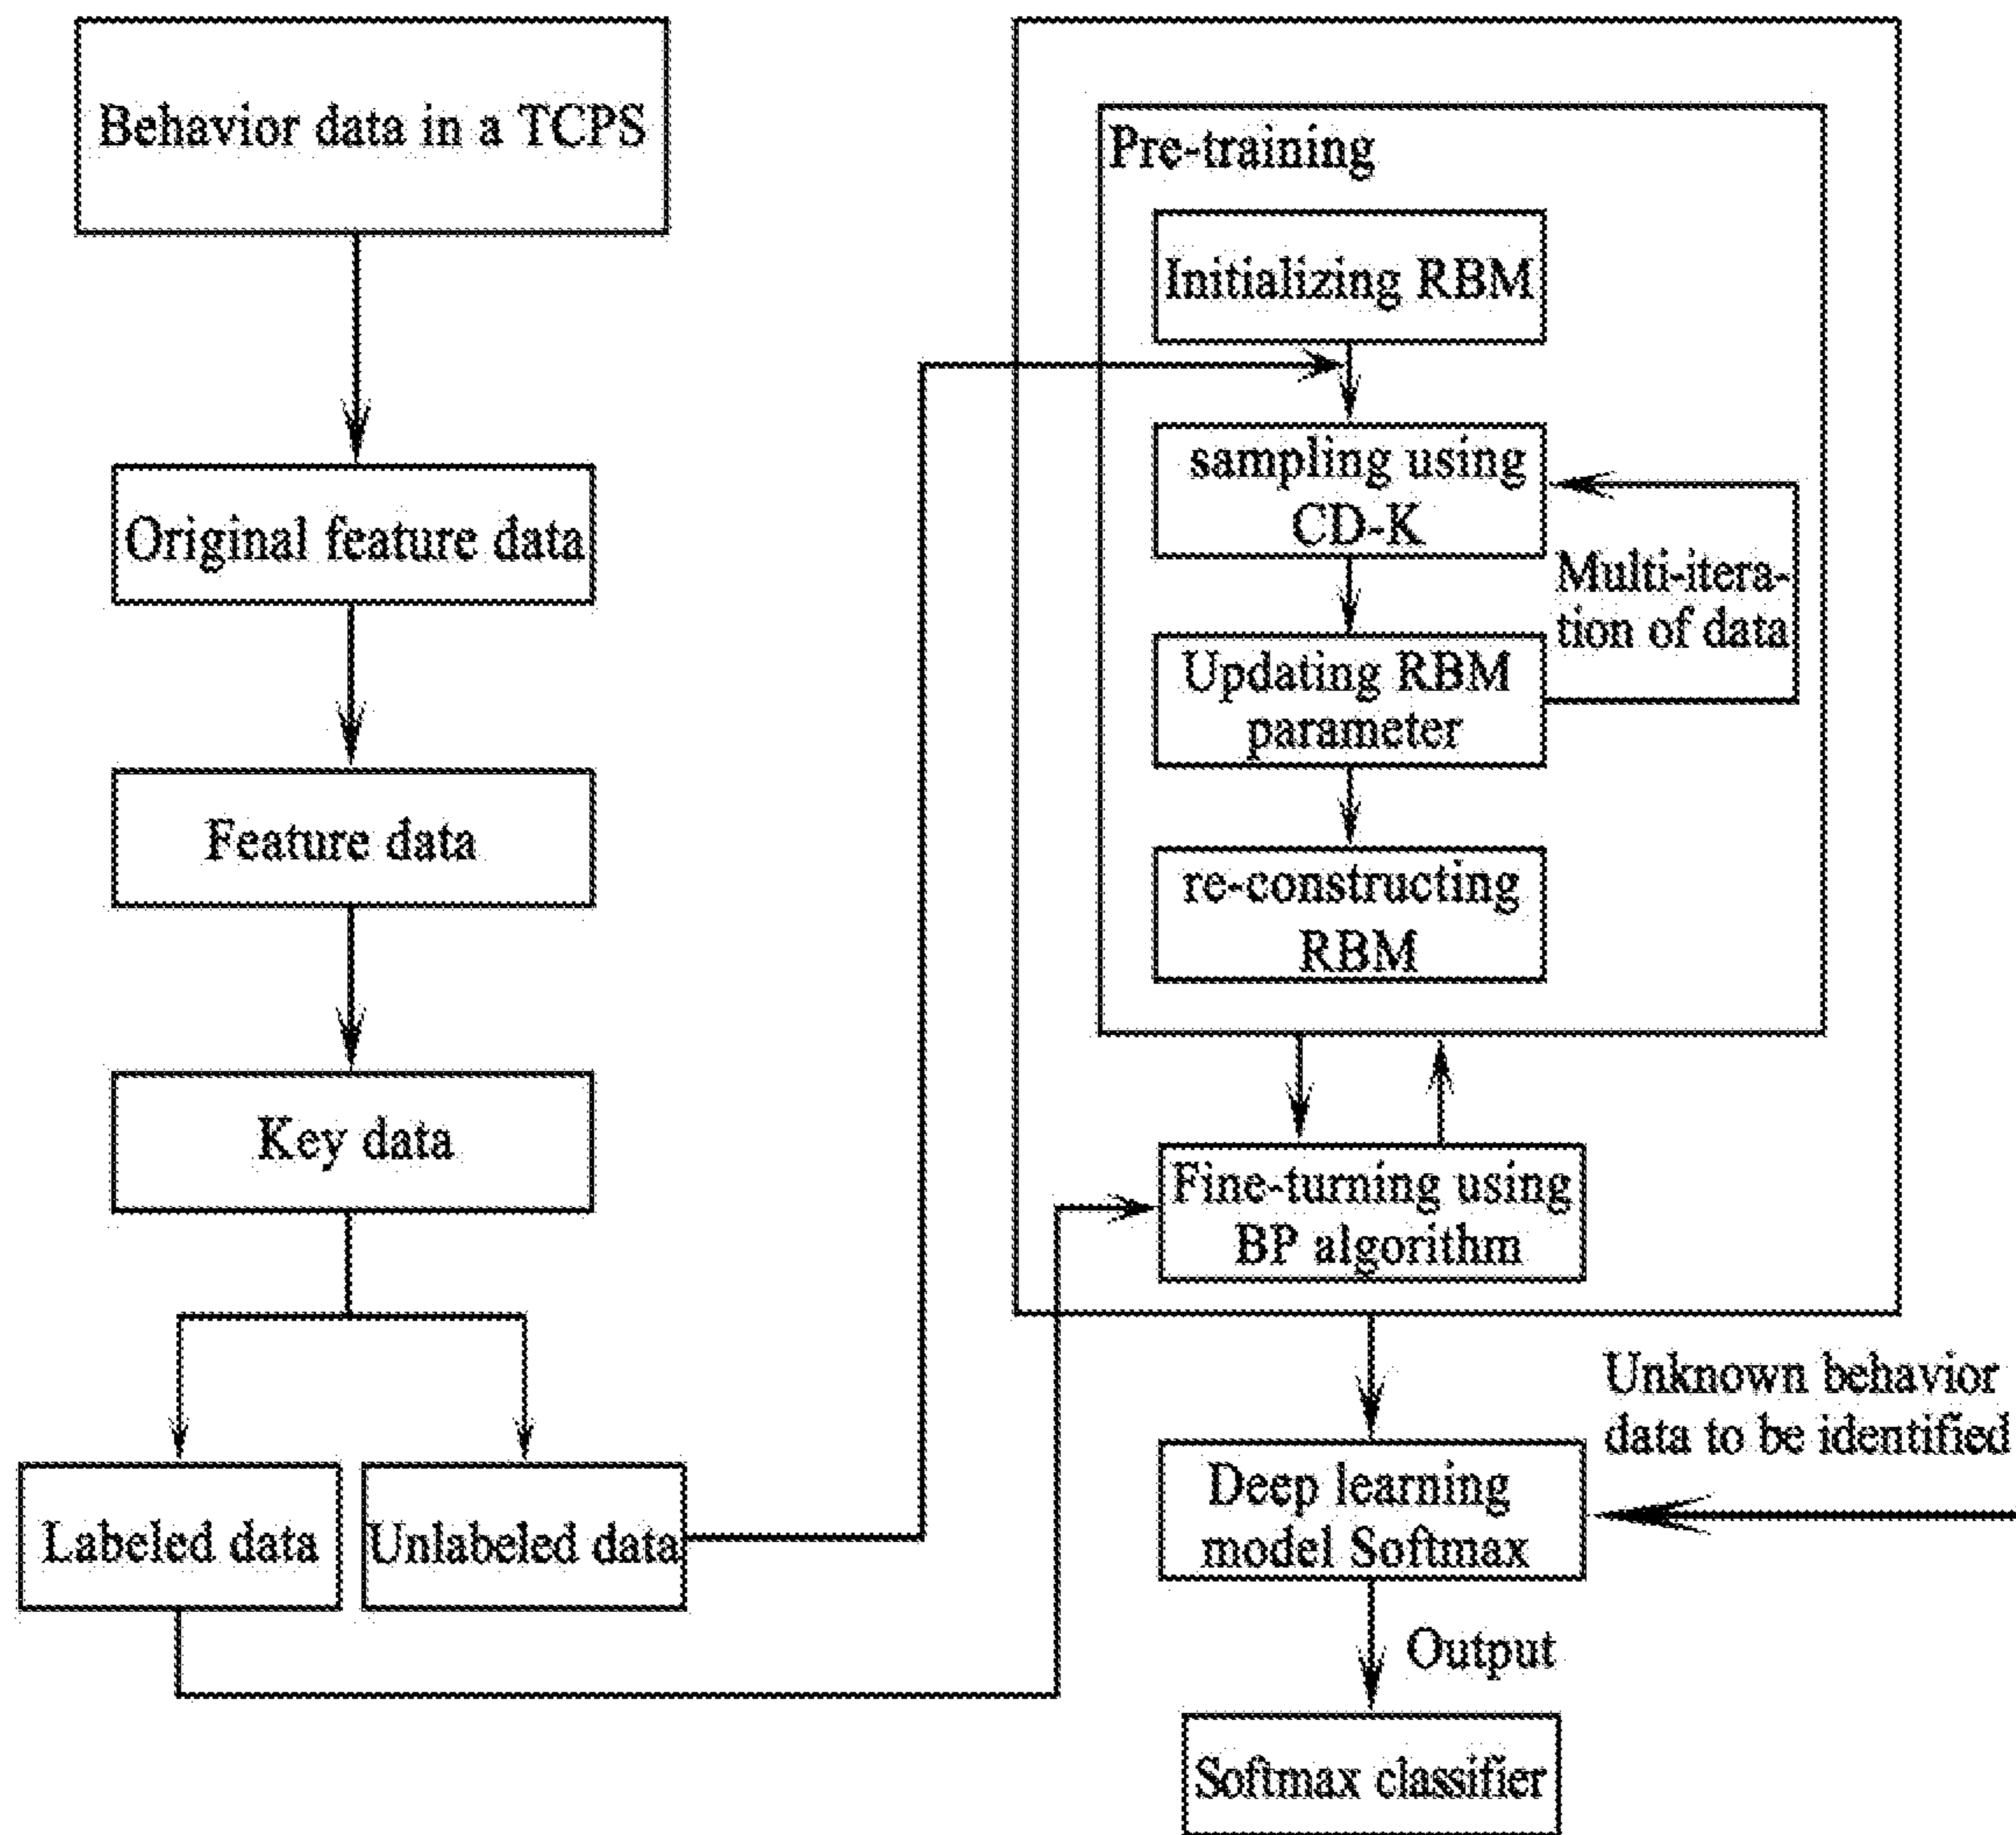 Behavior data in a TCPS
Original feature data
Feature data
Key data
Labeled data
Unlabeled data
Pre-training
Initializing RBM
sampling using
CD-K
Multi-itera-
tion of data
Updating RBM
parameter
re-constructing
RBM
Fine-turning using
BP algorithm
Unknown behavior
data to be identified
Deep learning
model Softmax
Output
Softmax classifier